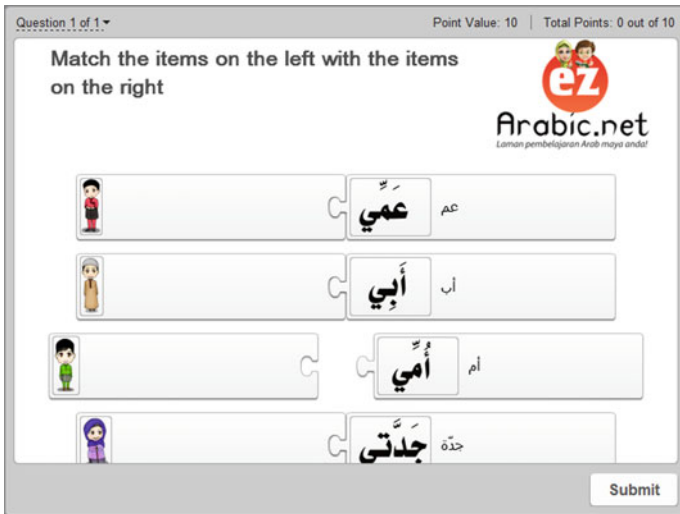 Question 1 of 1 Point Value: 10 | Total Points: 0 out of 10
Match the items on the left with the items
on the right
ez
Arabic.net
Laman pembelajaran Arab maya anda!
عَمِّي عم
أَبِي أب
أُمِّي أم
جَدَّتي جدّة
Submit